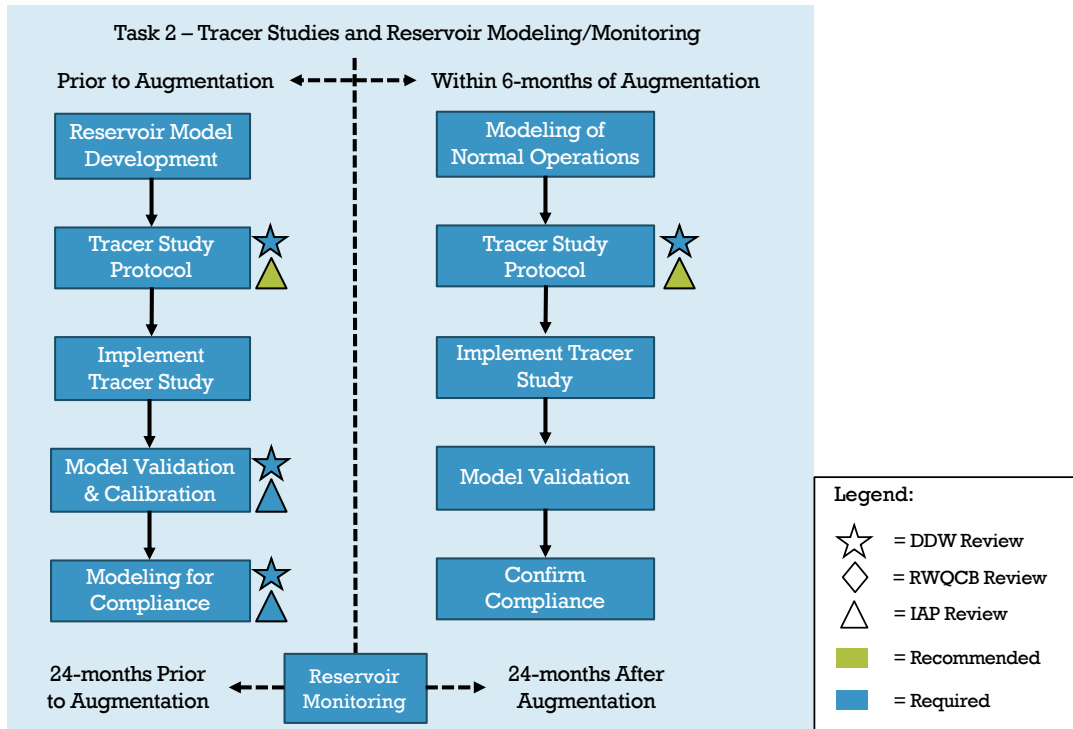 Task 2 – Tracer Studies and Reservoir Modeling/Monitoring
Prior to Augmentation
Within 6-months of Augmentation
Reservoir Model
Development
Tracer Study
Protocol
Implement
Tracer Study
Model Validation
& Calibration
Modeling for
Compliance
Modeling of
Normal Operations
Tracer Study
Protocol
Implement Tracer
Study
Model Validation
Confirm
Compliance
24-months Prior
to Augmentation
Reservoir
Monitoring
24-months After
Augmentation
Legend:
= DDW Review
= RWQCB Review
= IAP Review
= Recommended
= Required